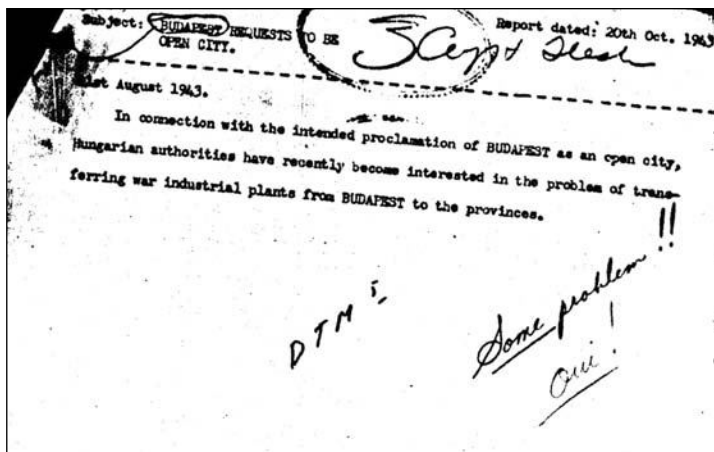 Subject: BUDAPEST REQUESTS TO BE
OPEN CITY.
Report dated: 20th Oct. 1943
3
August 1943.
In connection with the intended proclamation of BUDAPEST as an open city,
Hungarian authorities have recently become interested in the problem of trans-
ferring war industrial plants from BUDAPEST to the provinces.
DTM
Some problem!!
Oui!